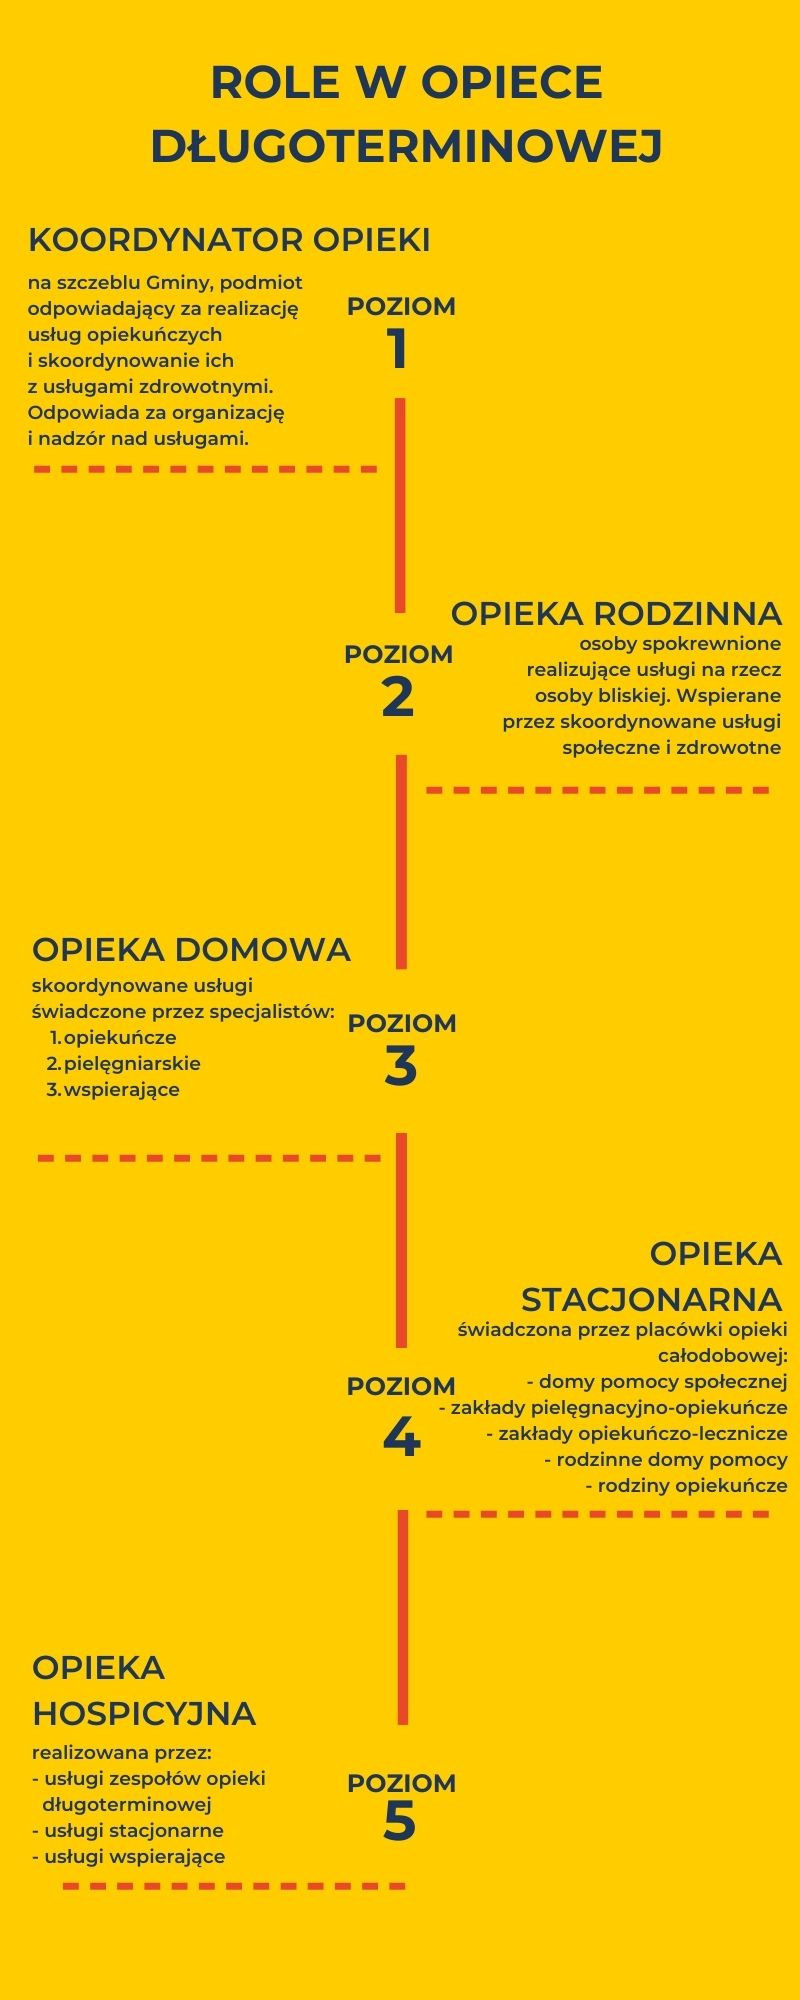 ROLE W OPIECE
DŁUGOTERMINOWEJ
KOORDYNATOR OPIEKI
na szczeblu Gminy, podmiot
odpowiadający za realizację
usług opiekuńczych
i skoordynowanie ich
z usługami zdrowotnymi.
Odpowiada za organizację
i nadzór nad usługami.
POZIOM
1
OPIEKA RODZINNA
osoby spokrewnione
realizujące usługi na rzecz
osoby bliskiej. Wspierane
przez skoordynowane usługi
społeczne i zdrowotne
POZIOM
2
OPIEKA DOMOWA
skoordynowane usługi
świadczone przez specjalistów:
1. opiekuńcze
2. pielęgniarskie
3. wspierające
POZIOM
3
OPIEKA
STACJONARNA
świadczona przez placówki opieki
całodobowej:
- domy pomocy społecznej
- zakłady pielęgnacyjno-opiekuńcze
- zakłady opiekuńczo-lecznicze
- rodzinne domy pomocy
- rodziny opiekuńcze
POZIOM
4
OPIEKA
HOSPICYJNA
realizowana przez:
- usługi zespołów opieki
długoterminowej
- usługi stacjonarne
- usługi wspierające
POZIOM
5